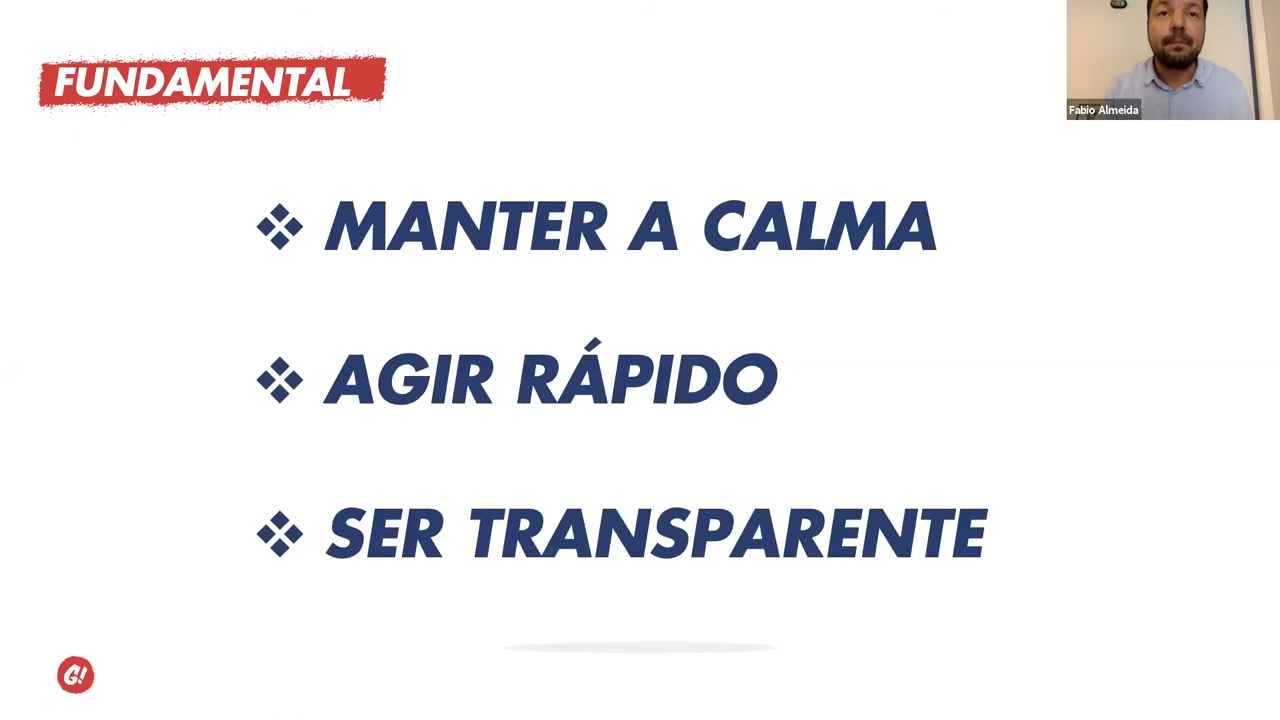 FUNDAMENTAL
Fabio Almeida
MANTER A CALMA
AGIR RÁPIDO
SER TRANSPARENTE
G!